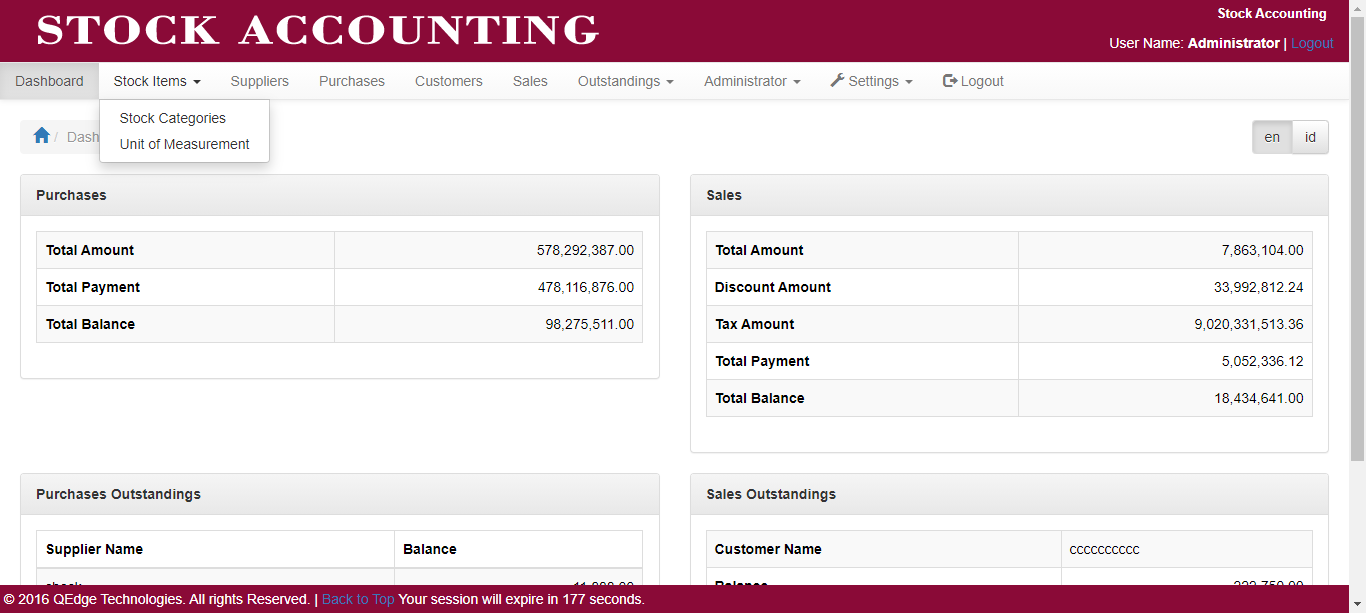 STOCK ACCOUNTING
Stock Accounting
User Name: Administrator | Logout
Dashboard Stock Items Suppliers Purchases Customers Sales Outstandings Administrator Settings Logout
Stock Categories
Unit of Measurement
/ Dash
en id
Purchases
Total Amount 578,292,387.00
Total Payment 478,116,876.00
Total Balance 98,275,511.00
Sales
Total Amount 7,863,104.00
Discount Amount 33,992,812.24
Tax Amount 9,020,331,513.36
Total Payment 5,052,336.12
Total Balance 18,434,641.00
Purchases Outstandings
Supplier Name Balance
Sales Outstandings
Customer Name cccccccccc
Balance
© 2016 QEdge Technologies. All rights Reserved. | Back to Top Your session will expire in 177 seconds.